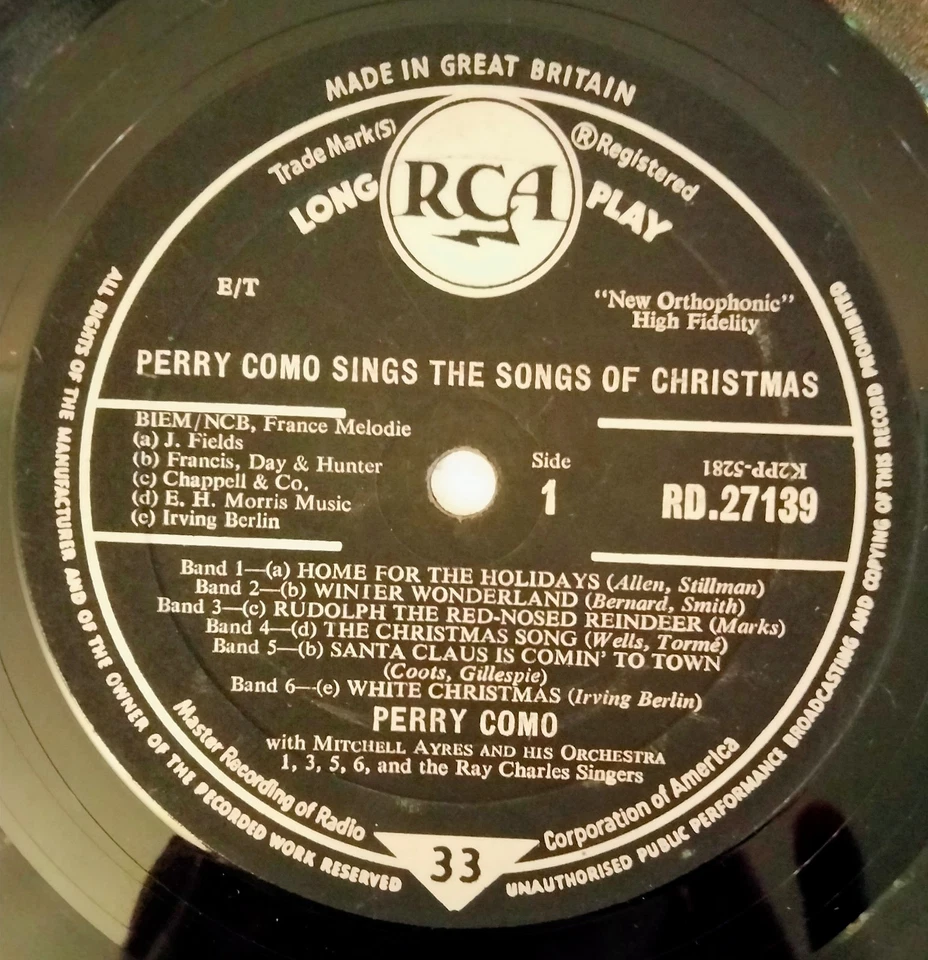 MADE IN GREAT BRITAIN
Trade Mark(S)
®Registered
LONG
RCA
PLAY
E/T
"New Orthophonic"
High Fidelity
PERRY COMO SINGS THE SONGS OF CHRISTMAS
BIEM/NCB, France Melodie
(a) J. Fields
(b) Francis, Day & Hunter
(c) Chappell & Co.
(d) E. H. Morris Music
(e) Irving Berlin
Side
1
K2PP-5281
RD.27139
Band 1—(a) HOME FOR THE HOLIDAYS (Allen, Stillman)
Band 2—(b) WINTER WONDERLAND (Bernard, Smith)
Band 3—(c) RUDOLPH THE RED-NOSED REINDEER (Marks)
Band 4—(d) THE CHRISTMAS SONG (Wells, Tormé)
Band 5—(b) SANTA CLAUS IS COMIN' TO TOWN
(Coots, Gillespie)
Band 6—(e) WHITE CHRISTMAS (Irving Berlin)
PERRY COMO
with MITCHELL AYRES AND HIS ORCHESTRA
1, 3, 5, 6, and the Ray Charles Singers
Master Recording of Radio
Corporation of America
33
ALL RIGHTS OF THE MANUFACTURER AND OF THE OWNER OF THE RECORDED WORK RESERVED
UNAUTHORISED PUBLIC PERFORMANCE BROADCASTING AND COPYING OF THIS RECORD PROHIBITED